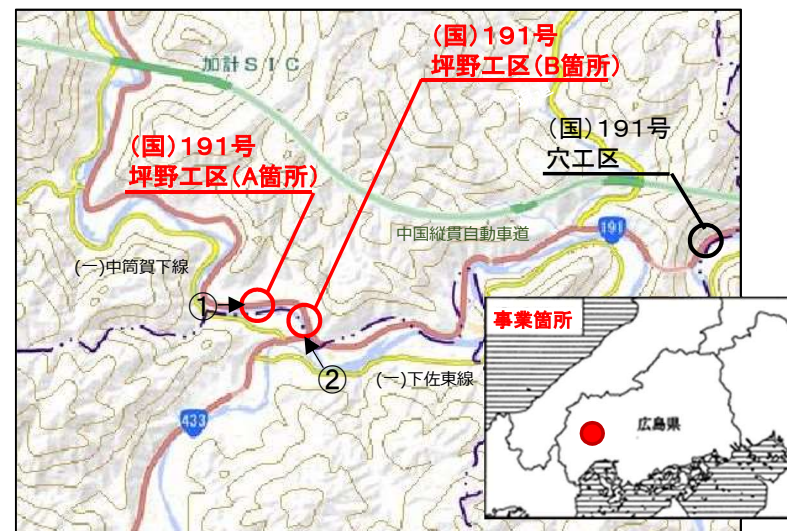 (国)191号
坪野工区(B箇所)
加計SIC
(国)191号
坪野工区(A箇所)
(国)191号
穴工区
中国縦貫自動車道
191
(一)中筒賀下線
①
②
(一)下佐東線
433
事業箇所
広島県